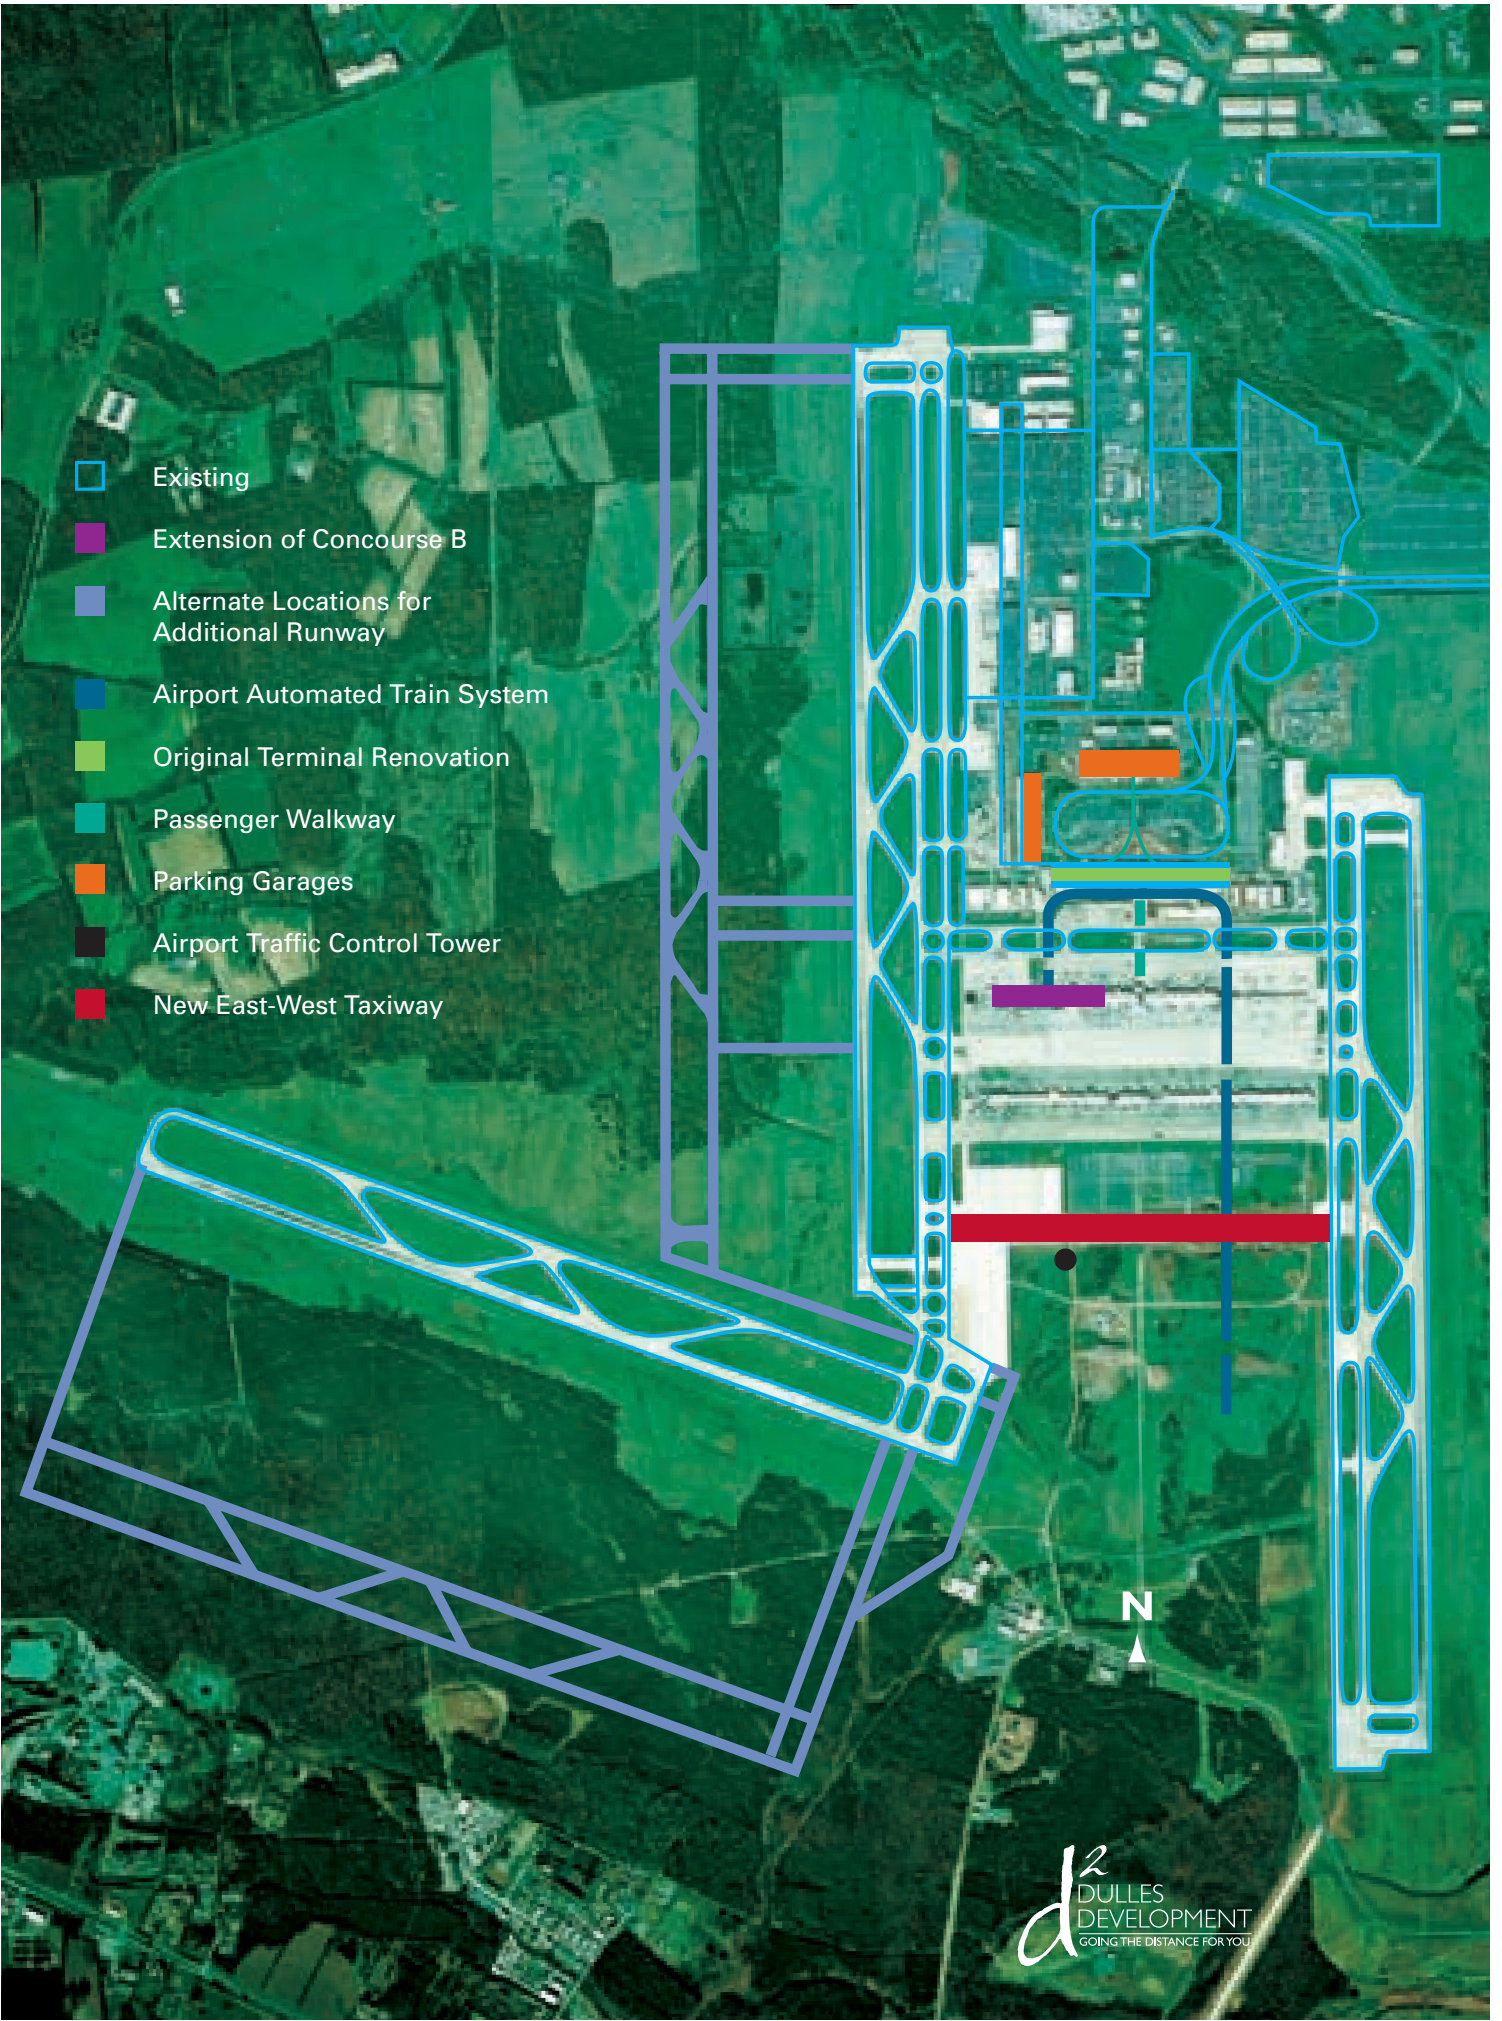 Existing
Extension of Concourse B
Alternate Locations for
Additional Runway
Airport Automated Train System
Original Terminal Renovation
Passenger Walkway
Parking Garages
Airport Traffic Control Tower
New East-West Taxiway
N
d2
DULLES
DEVELOPMENT
GOING THE DISTANCE FOR YOU